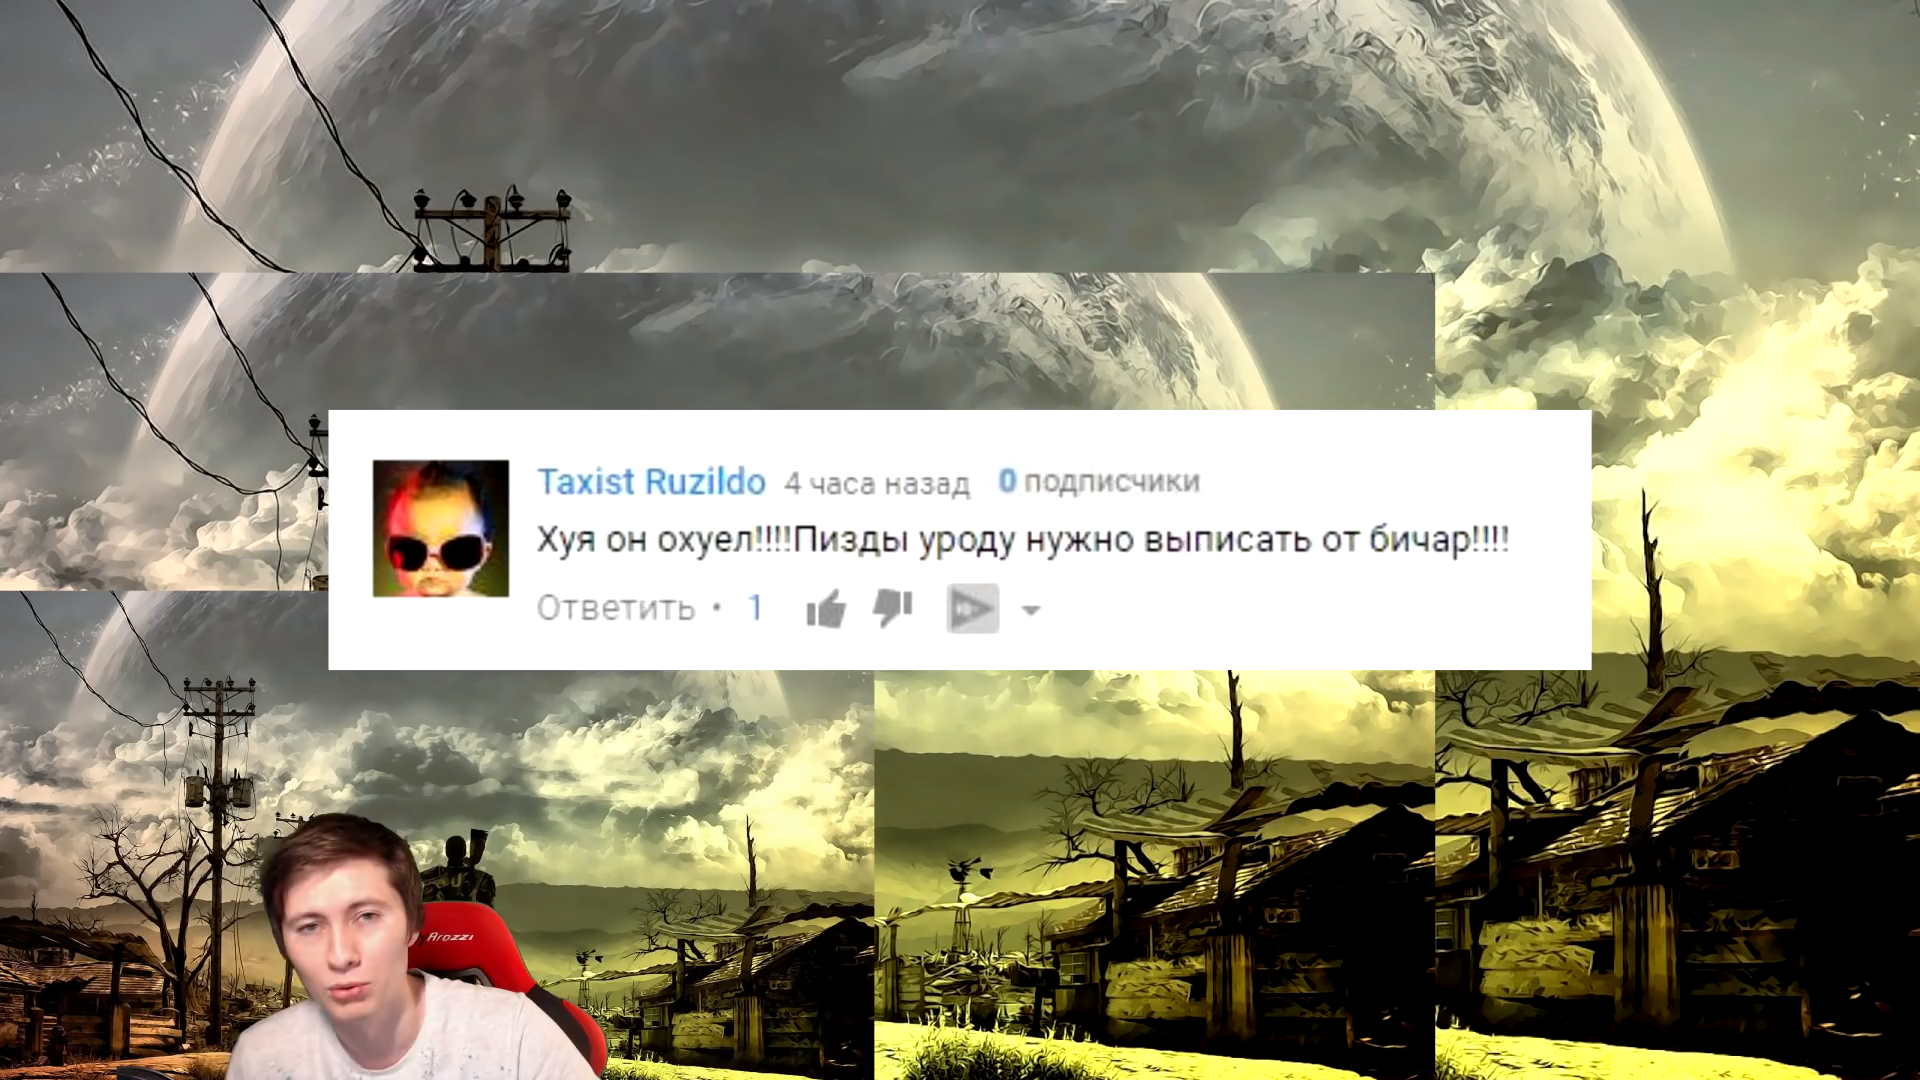 Taxist Ruzildo 4 часа назад 0 подписчики
Хуя он охуел!!!!Пизды уроду нужно выписать от бичар!!!!
Ответить • 1
Arozzi